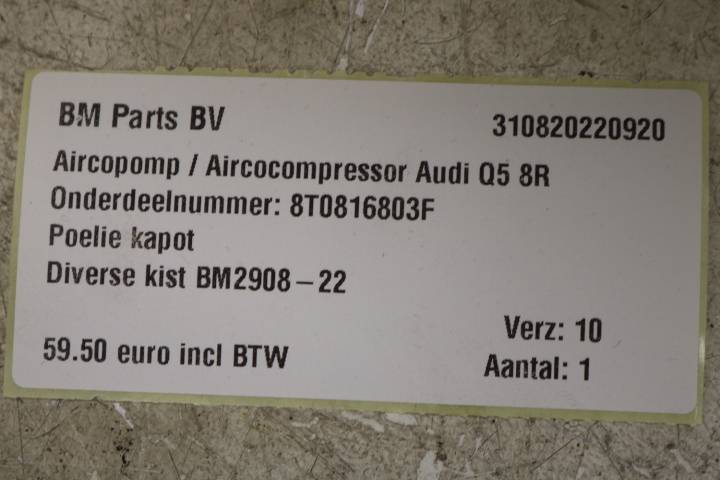 BM Parts BV 310820220920
Aircopomp / Aircocompressor Audi Q5 8R
Onderdeelnummer: 8T0816803F
Poelie kapot
Diverse kist BM2908-22
Verz: 10
59.50 euro incl BTW
Aantal: 1